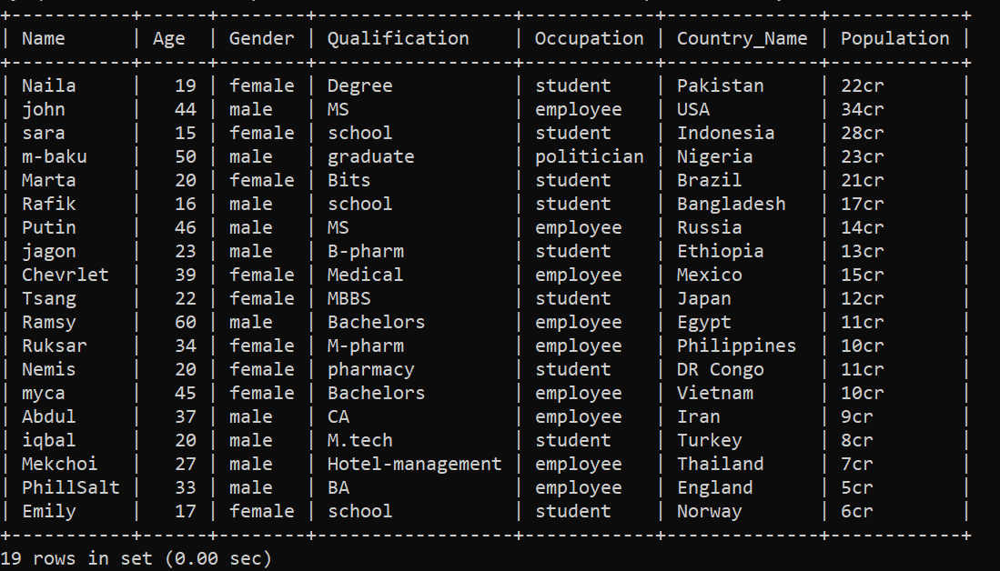 +-----------+------+--------+------------------+------------+--------------+------------+
| Name      | Age  | Gender | Qualification    | Occupation | Country_Name | Population |
+-----------+------+--------+------------------+------------+--------------+------------+
| Naila     |   19 | female | Degree           | student    | Pakistan     | 22cr       |
| john      |   44 | male   | MS               | employee   | USA          | 34cr       |
| sara      |   15 | female | school           | student    | Indonesia    | 28cr       |
| m-baku    |   50 | male   | graduate         | politician | Nigeria      | 23cr       |
| Marta     |   20 | female | Bits             | student    | Brazil       | 21cr       |
| Rafik     |   16 | male   | school           | student    | Bangladesh   | 17cr       |
| Putin     |   46 | male   | MS               | employee   | Russia       | 14cr       |
| jagon     |   23 | male   | B-pharm          | student    | Ethiopia     | 13cr       |
| Chevrlet  |   39 | female | Medical          | employee   | Mexico       | 15cr       |
| Tsang     |   22 | female | MBBS             | student    | Japan        | 12cr       |
| Ramsy     |   60 | male   | Bachelors        | employee   | Egypt        | 11cr       |
| Ruksar    |   34 | female | M-pharm          | employee   | Philippines  | 10cr       |
| Nemis     |   20 | female | pharmacy         | student    | DR Congo     | 11cr       |
| myca      |   45 | female | Bachelors        | employee   | Vietnam      | 10cr       |
| Abdul     |   37 | male   | CA               | employee   | Iran         | 9cr        |
| iqbal     |   20 | male   | M.tech           | student    | Turkey       | 8cr        |
| Mekchoi   |   27 | male   | Hotel-management | employee   | Thailand     | 7cr        |
| PhillSalt |   33 | male   | BA               | employee   | England      | 5cr        |
| Emily     |   17 | female | school           | student    | Norway       | 6cr        |
+-----------+------+--------+------------------+------------+--------------+------------+
19 rows in set (0.00 sec)